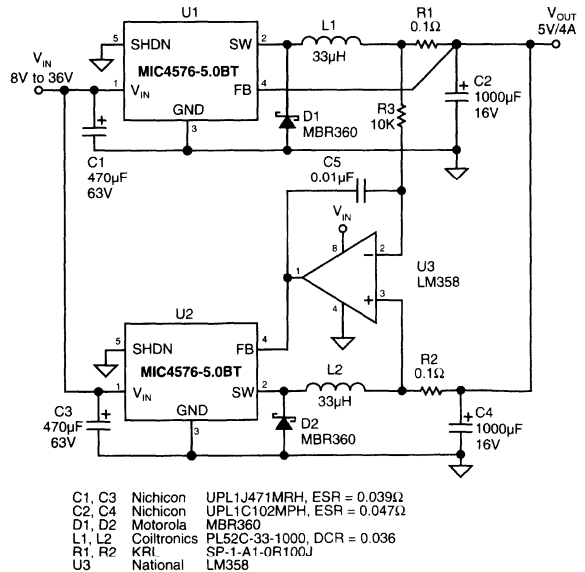 U1
L1
R1
0.1Ω
VOUT
5V/4A
VIN
8V to 36V
5
SHDN
SW
2
33µH
MIC4576-5.0BT
1
VIN
FB
4
GND
3
C2
1000µF
16V
D1
MBR360
R3
10K
C1
470µF
63V
C5
0.01µF
VIN
8
2
1
3
4
U3
LM358
U2
5
SHDN
FB
4
MIC4576-5.0BT
L2
R2
0.1Ω
1
VIN
SW
2
33µH
GND
3
C3
470µF
63V
D2
MBR360
C4
1000µF
16V
C1, C3 Nichicon UPL1J471MRH, ESR = 0.039Ω
C2, C4 Nichicon UPL1C102MPH, ESR = 0.047Ω
D1, D2 Motorola MBR360
L1, L2 Coiltronics PL52C-33-1000, DCR = 0.036
R1, R2 KRL SP-1-A1-0R100J
U3 National LM358